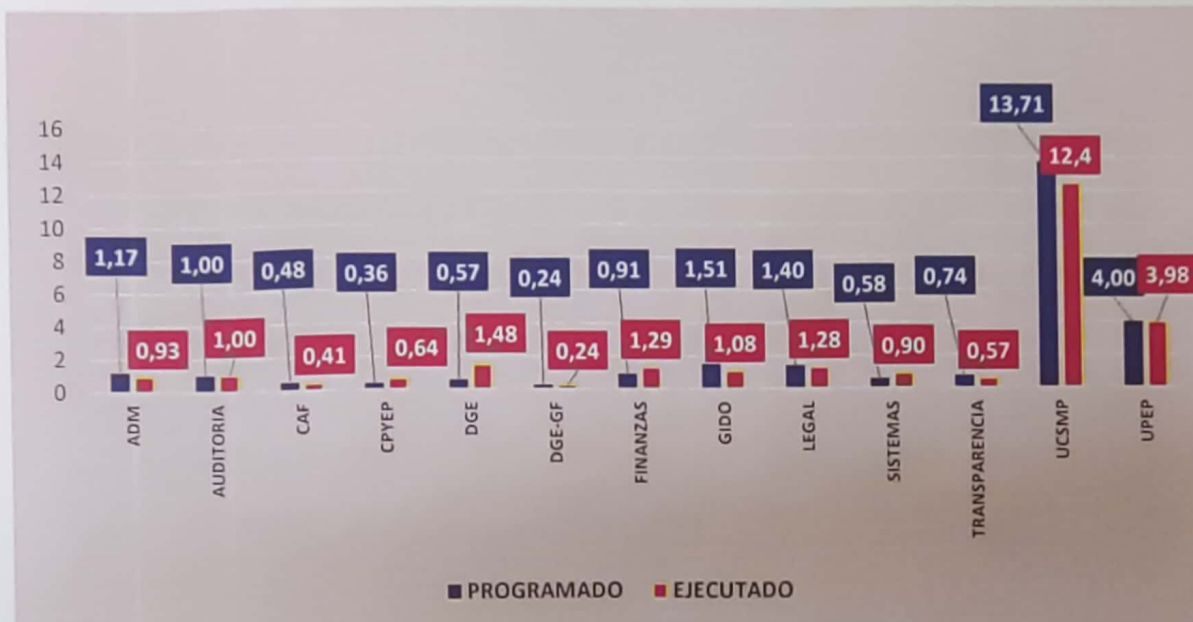 13,71
16
14
12,4
12
10
8
1,17
1,00
0,48
0,36
0,57
0,24
0,91
1,51
1,40
0,58
0,74
4,00
3,98
6
4
0,93
1,00
0,41
0,64
1,48
0,24
1,29
1,08
1,28
0,90
0,57
2
0
ADM
AUDITORIA
CAF
CPYEP
DGE
DGE-GF
FINANZAS
GIDO
LEGAL
SISTEMAS
TRANSPARENCIA
UCSMP
UPEP
PROGRAMADO
EJECUTADO